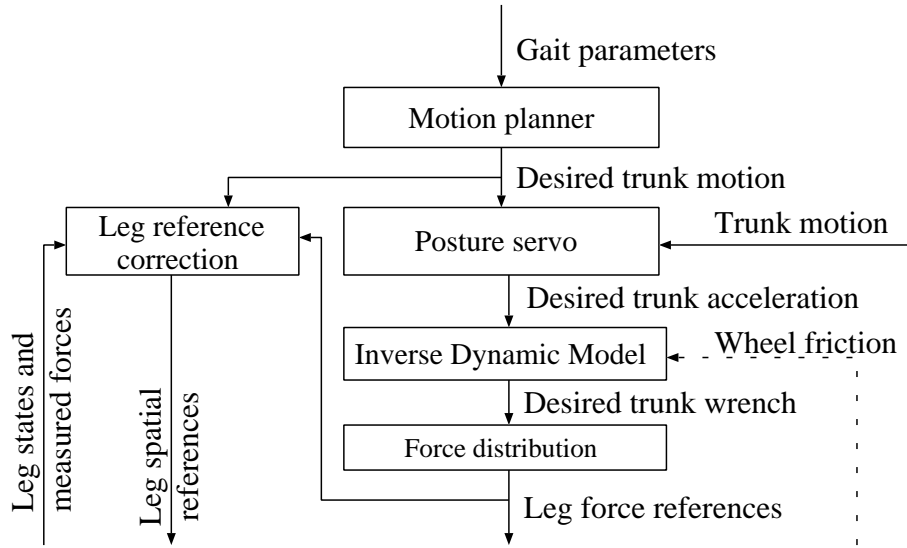 Gait parameters
Motion planner
Desired trunk motion
Leg reference
correction
Posture servo
Trunk motion
Desired trunk acceleration
Inverse Dynamic Model
Wheel friction
Desired trunk wrench
Force distribution
Leg force references
Leg states and
measured forces
Leg spatial
references